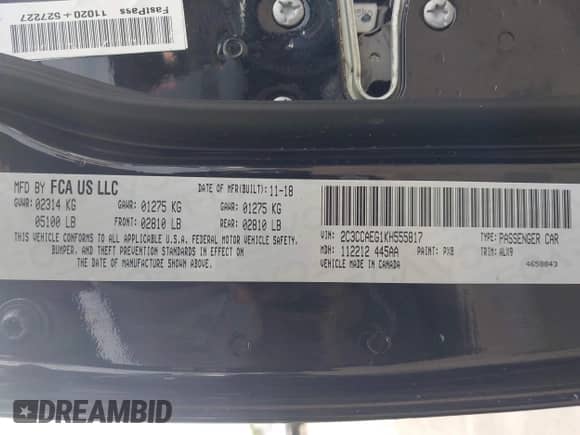 FastPass 11020 + 527227
MFD BY FCA US LLC
DATE OF MFR(BUILT): 11-18
GVWR: 02314 KG GAWR: 01275 KG GAWR: 01275 KG
05100 LB FRONT: 02810 LB REAR: 02810 LB
THIS VEHICLE CONFORMS TO ALL APPLICABLE U.S.A. FEDERAL MOTOR VEHICLE SAFETY,
BUMPER, AND THEFT PREVENTION STANDARDS IN EFFECT ON
THE DATE OF MANUFACTURE SHOWN ABOVE.
VIN: 2C3CCAEG1KH555817 TYPE: PASSENGER CAR
MDH: 112212 445AA PAINT: PXB TRIM: ALX9
VEHICLE MADE IN CANADA 4658843
DREAMBID